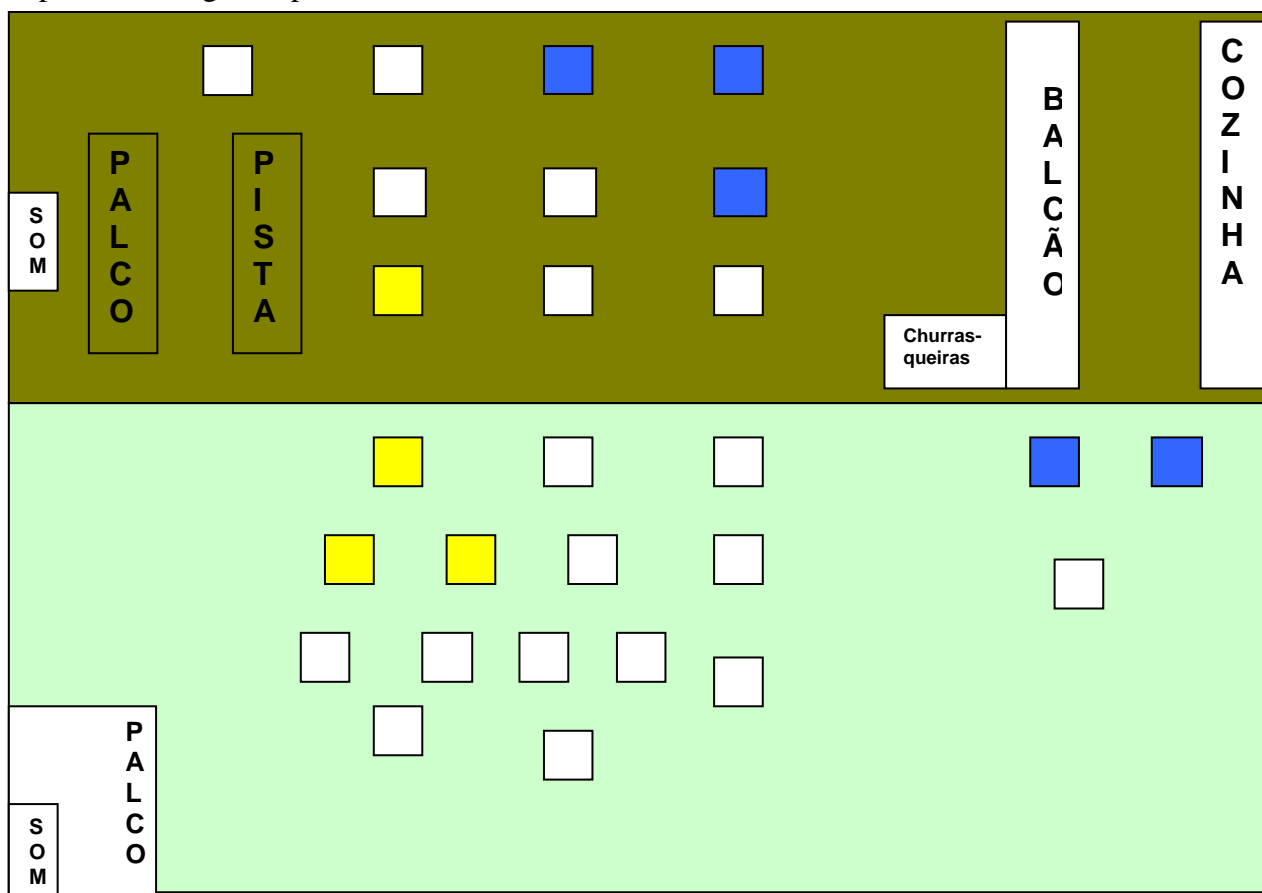 PALCO
PISTA
SOM
BALCÃO
COZINHA
Churras-
queiras
PALCO
SOM